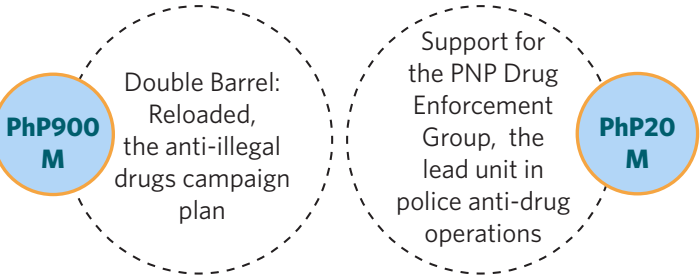 PhP900
M
Double Barrel:
Reloaded,
the anti-illegal
drugs campaign
plan
Support for
the PNP Drug
Enforcement
Group, the
lead unit in
police anti-drug
operations
PhP20
M